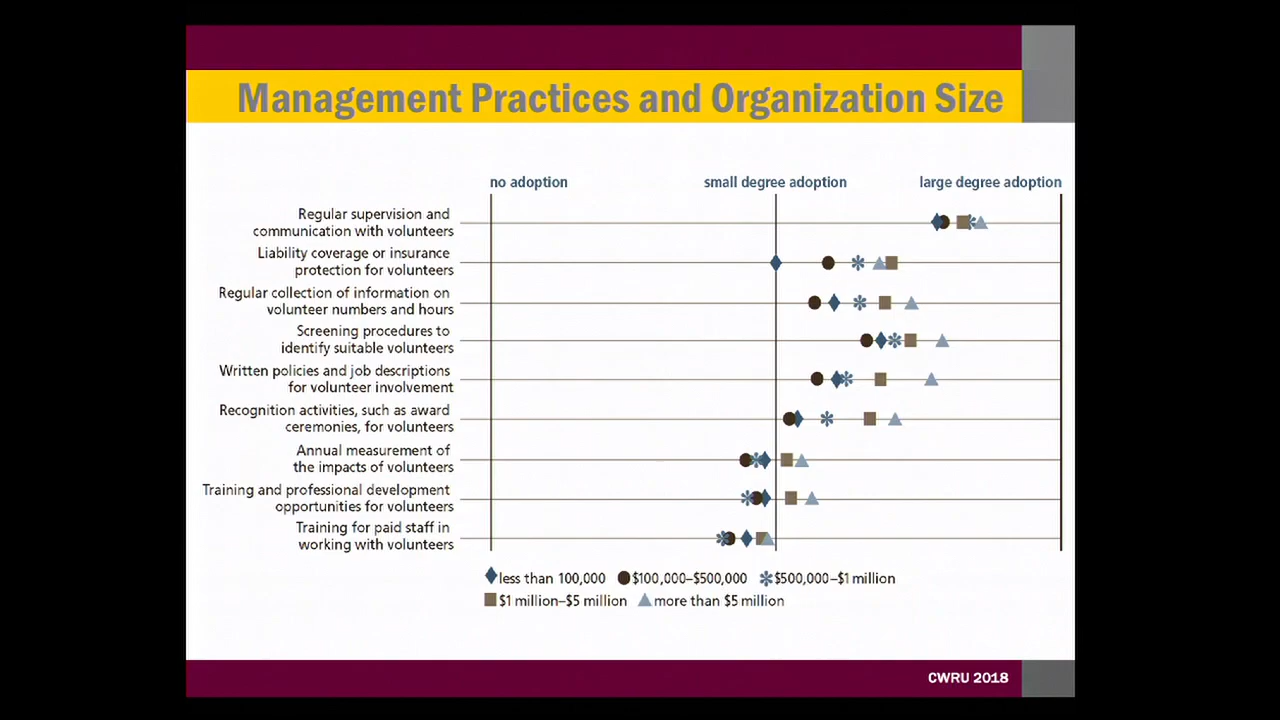 Management Practices and Organization Size
no adoption
small degree adoption
large degree adoption
Regular supervision and
communication with volunteers
Liability coverage or insurance
protection for volunteers
Regular collection of information on
volunteer numbers and hours
Screening procedures to
identify suitable volunteers
Written policies and job descriptions
for volunteer involvement
Recognition activities, such as award
ceremonies, for volunteers
Annual measurement of
the impacts of volunteers
Training and professional development
opportunities for volunteers
Training for paid staff in
working with volunteers
less than 100,000 $100,000–$500,000 $500,000–$1 million
$1 million–$5 million more than $5 million
CWRU 2018